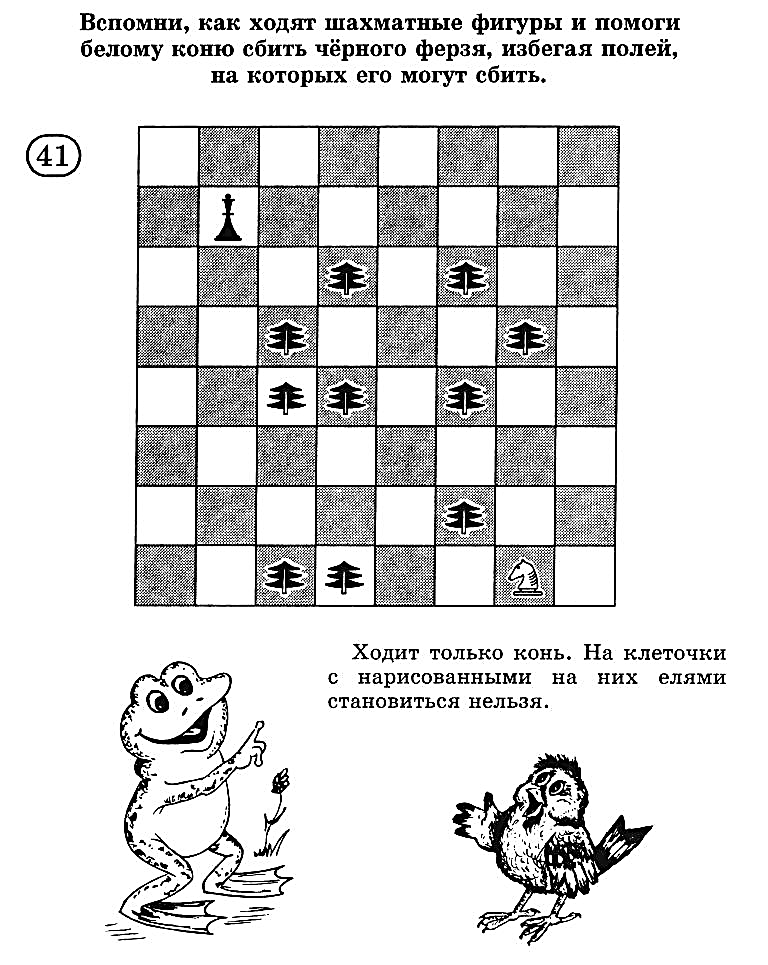 Вспомни, как ходят шахматные фигуры и помоги
белому коню сбить чёрного ферзя, избегая полей,
на которых его могут сбить.
41
Ходит только конь. На клеточки
с нарисованными на них елями
становиться нельзя.